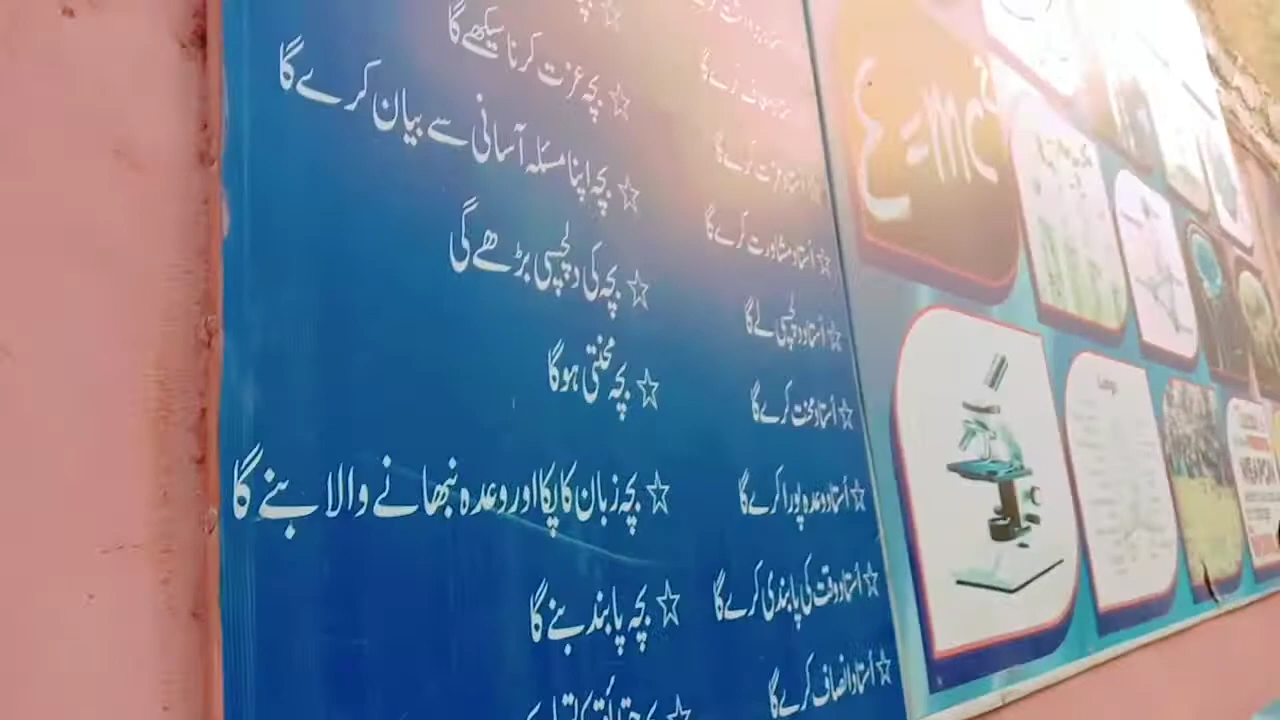 ☆ استاد عزت کرے گا
☆ بچہ عزت کرنا سیکھے گا
☆ استاد مشاورت کرے گا
☆ بچہ اپنا مسئلہ آسانی سے بیان کرے گا
☆ استاد دلچسپی لے گا
☆ بچہ کی دلچسپی بڑھے گی
☆ استاد محنت کرے گا
☆ بچہ محنتی ہوگا
☆ استاد وعدہ پورا کرے گا
☆ بچہ زبان کا پکا اور وعدہ نبھانے والا بنے گا
☆ استاد وقت کی پابندی کرے گا
☆ بچہ پابند بنے گا
☆ استاد انصاف کرے گا
E=mc²
WEAPON